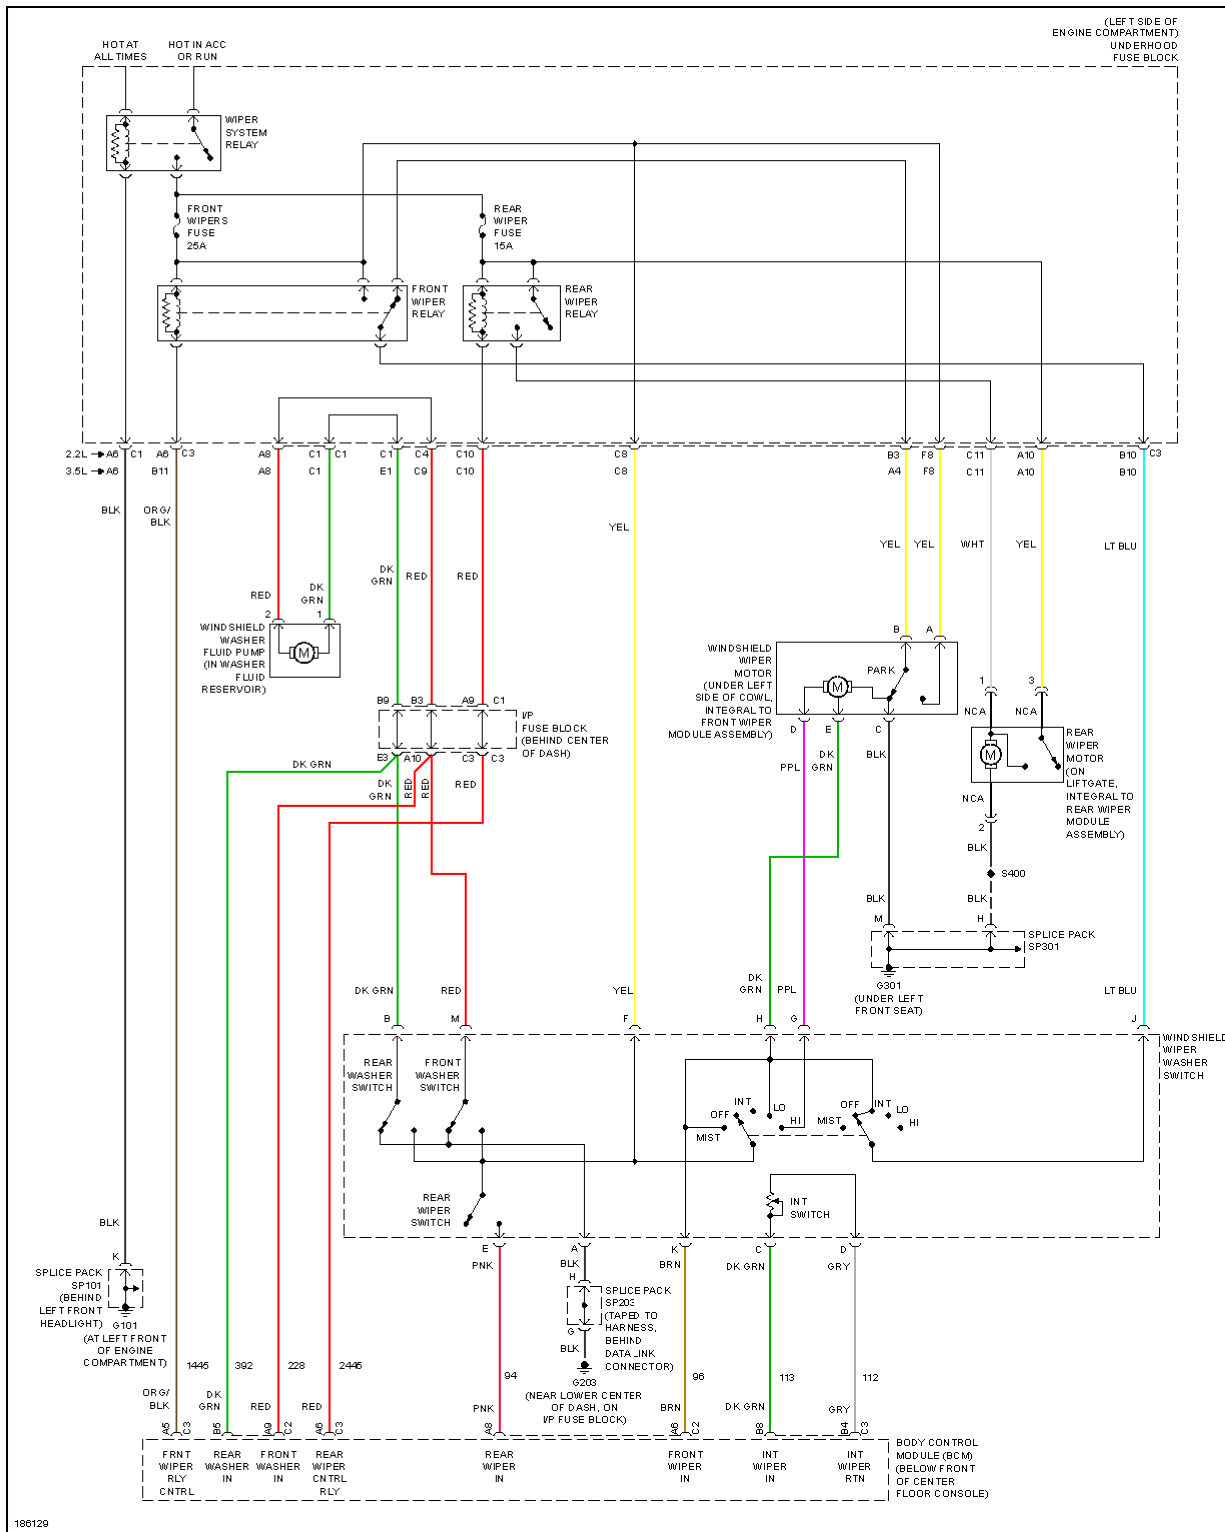 (LEFT SIDE OF
ENGINE COMPARTMENT)
UNDERHOOD
FUSE BLOCK
HOT AT
ALL TIMES
HOT IN ACC
OR RUN
WIPER
SYSTEM
RELAY
FRONT
WIPERS
FUSE
25A
REAR
WIPER
FUSE
15A
FRONT
WIPER
RELAY
REAR
WIPER
RELAY
2.2L A6 C1 A6 C3 A8 C1 C1 C1 C4 C10 C8 B3 F8 C11 A10 B10 C3
3.5L A6 B11 A8 C1 E1 C9 C10 C8 A4 F8 C11 A10 B10
BLK
ORG/
BLK
RED
DK
GRN
DK
GRN
RED
RED
YEL
YEL
YEL
WHT
YEL
LT BLU
2 1
WINDSHIELD
WASHER
FLUID PUMP
(IN WASHER
FLUID
RESERVOIR)
M
B A
WINDSHIELD
WIPER
MOTOR
(UNDER LEFT
SIDE OF COWL,
INTEGRAL TO
FRONT WIPER
MODULE ASSEMBLY)
PARK
M
D E C
1 3
NCA NCA
M
REAR
WIPER
MOTOR
(ON
LIFTGATE,
INTEGRAL TO
REAR WIPER
MODULE
ASSEMBLY)
B9 B3 A9 C1
I/P
FUSE BLOCK
(BEHIND CENTER
OF DASH)
E3 A10 C3 C3
DK GRN
DK
GRN
RED
RED
RED
PPL
DK
GRN
BLK
NCA
2
BLK
S400
BLK
BLK
M H
SPLICE PACK
SP301
G301
(UNDER LEFT
FRONT SEAT)
DK GRN
RED
YEL
DK
GRN
PPL
LT BLU
B M F H G J
WINDSHIELD
WIPER
WASHER
SWITCH
REAR
WASHER
SWITCH
FRONT
WASHER
SWITCH
MIST
OFF
INT
LO
HI
MIST
OFF
INT
LO
HI
REAR
WIPER
SWITCH
INT
SWITCH
E A K C D
PNK
BLK
BRN
DK GRN
GRY
BLK
K
SPLICE PACK
SP101
(BEHIND
LEFT FRONT
HEADLIGHT)
G101
(AT LEFT FRONT
OF ENGINE
COMPARTMENT)
H
SPLICE PACK
SP203
(TAPED TO
HARNESS,
BEHIND
DATA LINK
CONNECTOR)
G
BLK
G203
(NEAR LOWER CENTER
OF DASH, ON
I/P FUSE BLOCK)
1445 392 228 2445 94 96 113 112
ORG/
BLK
DK
GRN
RED
RED
PNK
BRN
DK GRN
GRY
A5 C3 B5 A9 C2 A6 C3 A8 A6 C2 B8 B4 C3
FRNT
WIPER
RLY
CNTRL
REAR
WASHER
IN
FRONT
WASHER
IN
REAR
WIPER
CNTRL
RLY
REAR
WIPER
IN
FRONT
WIPER
IN
INT
WIPER
IN
INT
WIPER
RTN
BODY CONTROL
MODULE (BCM)
(BELOW FRONT
OF CENTER
FLOOR CONSOLE)
186129